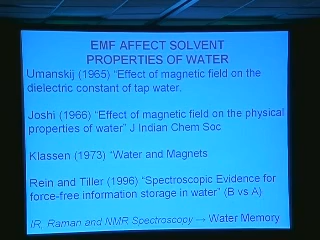 EMF AFFECT SOLVENT
PROPERTIES OF WATER
Umanskij (1965) "Effect of magnetic field on the
dielectric constant of tap water.
Joshi (1966) "Effect of magnetic field on the physical
properties of water" J Indian Chem Soc
Klassen (1973) "Water and Magnets
Rein and Tiller (1996) "Spectroscopic Evidence for
force-free information storage in water" (B vs A)
IR, Raman and NMR Spectroscopy → Water Memory